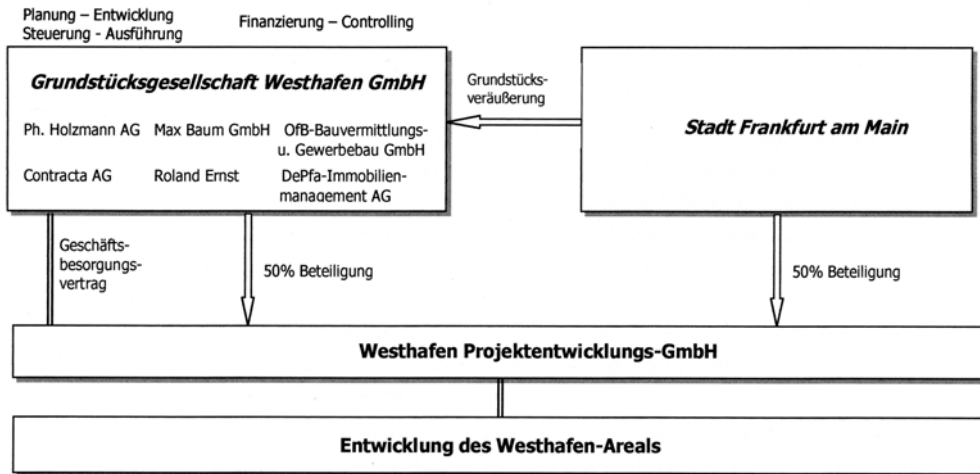 Planung – Entwicklung
Steuerung - Ausführung
Finanzierung – Controlling
Grundstücksgesellschaft Westhafen GmbH
Ph. Holzmann AG
Max Baum GmbH
OfB-Bauvermittlungs-
u. Gewerbebau GmbH
Contracta AG
Roland Ernst
DePfa-Immobilien-
management AG
Grundstücks-
veräußerung
Stadt Frankfurt am Main
Geschäfts-
besorgungs-
vertrag
50% Beteiligung
50% Beteiligung
Westhafen Projektentwicklungs-GmbH
Entwicklung des Westhafen-Areals